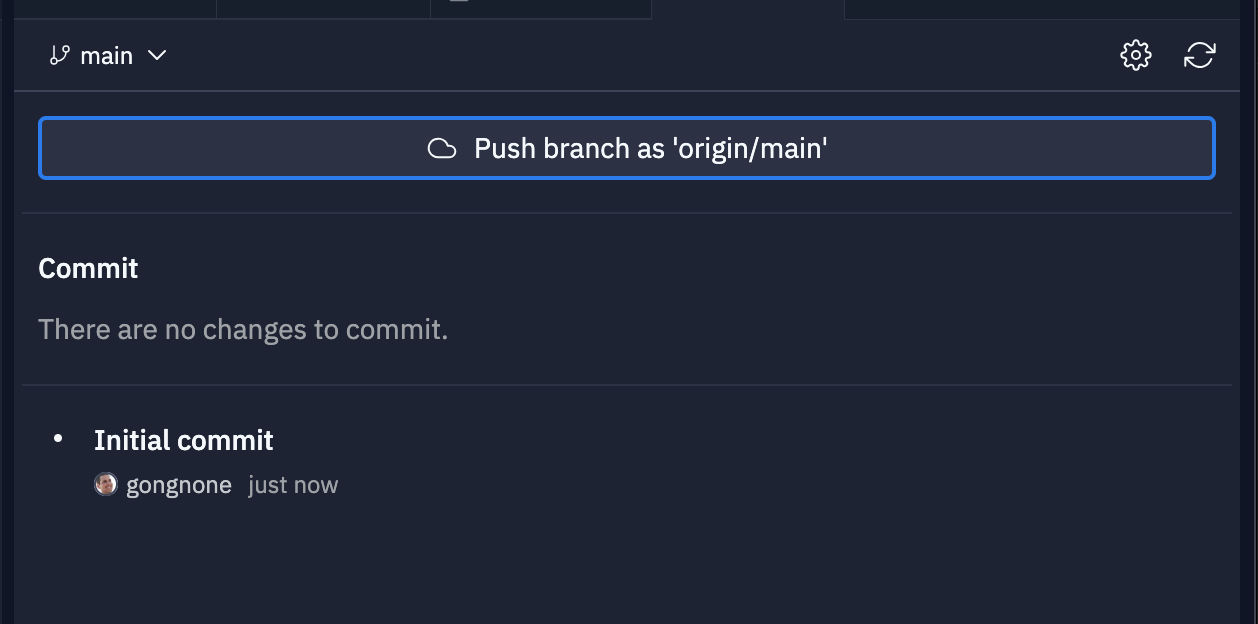 main
Push branch as 'origin/main'
Commit
There are no changes to commit.
Initial commit
gongnone just now